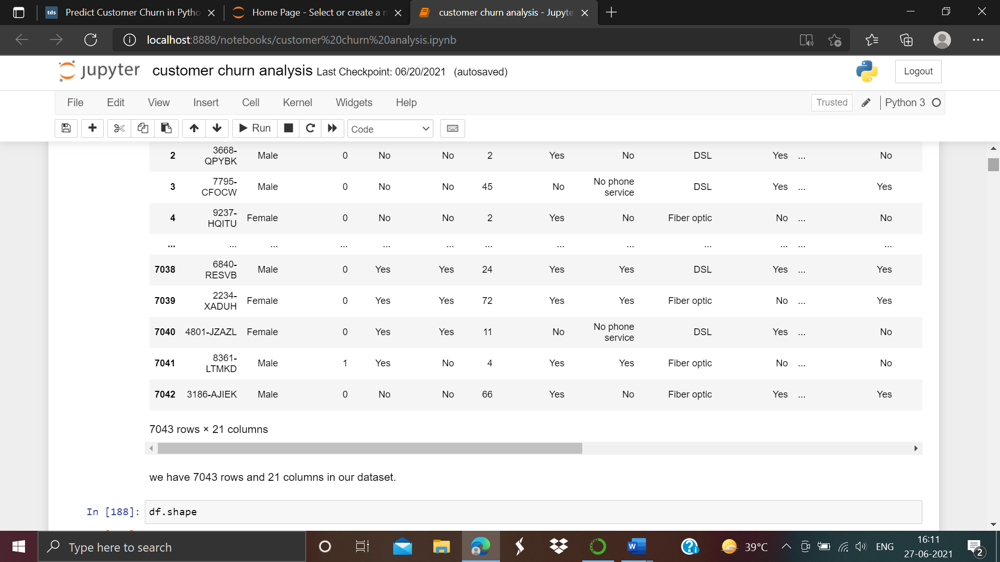 tds Predict Customer Churn in Pytho
Home Page - Select or create a n
customer churn analysis - Jupyte
localhost:8888/notebooks/customer%20churn%20analysis.ipynb
jupyter customer churn analysis Last Checkpoint: 06/20/2021 (autosaved) Logout
File Edit View Insert Cell Kernel Widgets Help Trusted Python 3
Run Code
2 3668-QPYBK Male 0 No No 2 Yes No DSL Yes ... No
3 7795-CFOCW Male 0 No No 45 No No phone service DSL Yes ... Yes
4 9237-HQITU Female 0 No No 2 Yes No Fiber optic No ... No
... ... ... ... ... ... ... ... ... ... ... ... ...
7038 6840-RESVB Male 0 Yes Yes 24 Yes Yes DSL Yes ... Yes
7039 2234-XADUH Female 0 Yes Yes 72 Yes Yes Fiber optic No ... Yes
7040 4801-JZAZL Female 0 Yes Yes 11 No No phone service DSL Yes ... No
7041 8361-LTMKD Male 1 Yes No 4 Yes Yes Fiber optic No ... No
7042 3186-AJIEK Male 0 No No 66 Yes No Fiber optic Yes ... Yes
7043 rows × 21 columns
we have 7043 rows and 21 columns in our dataset.
In [188]: df.shape
Type here to search
39°C
ENG
16:11
27-06-2021
2